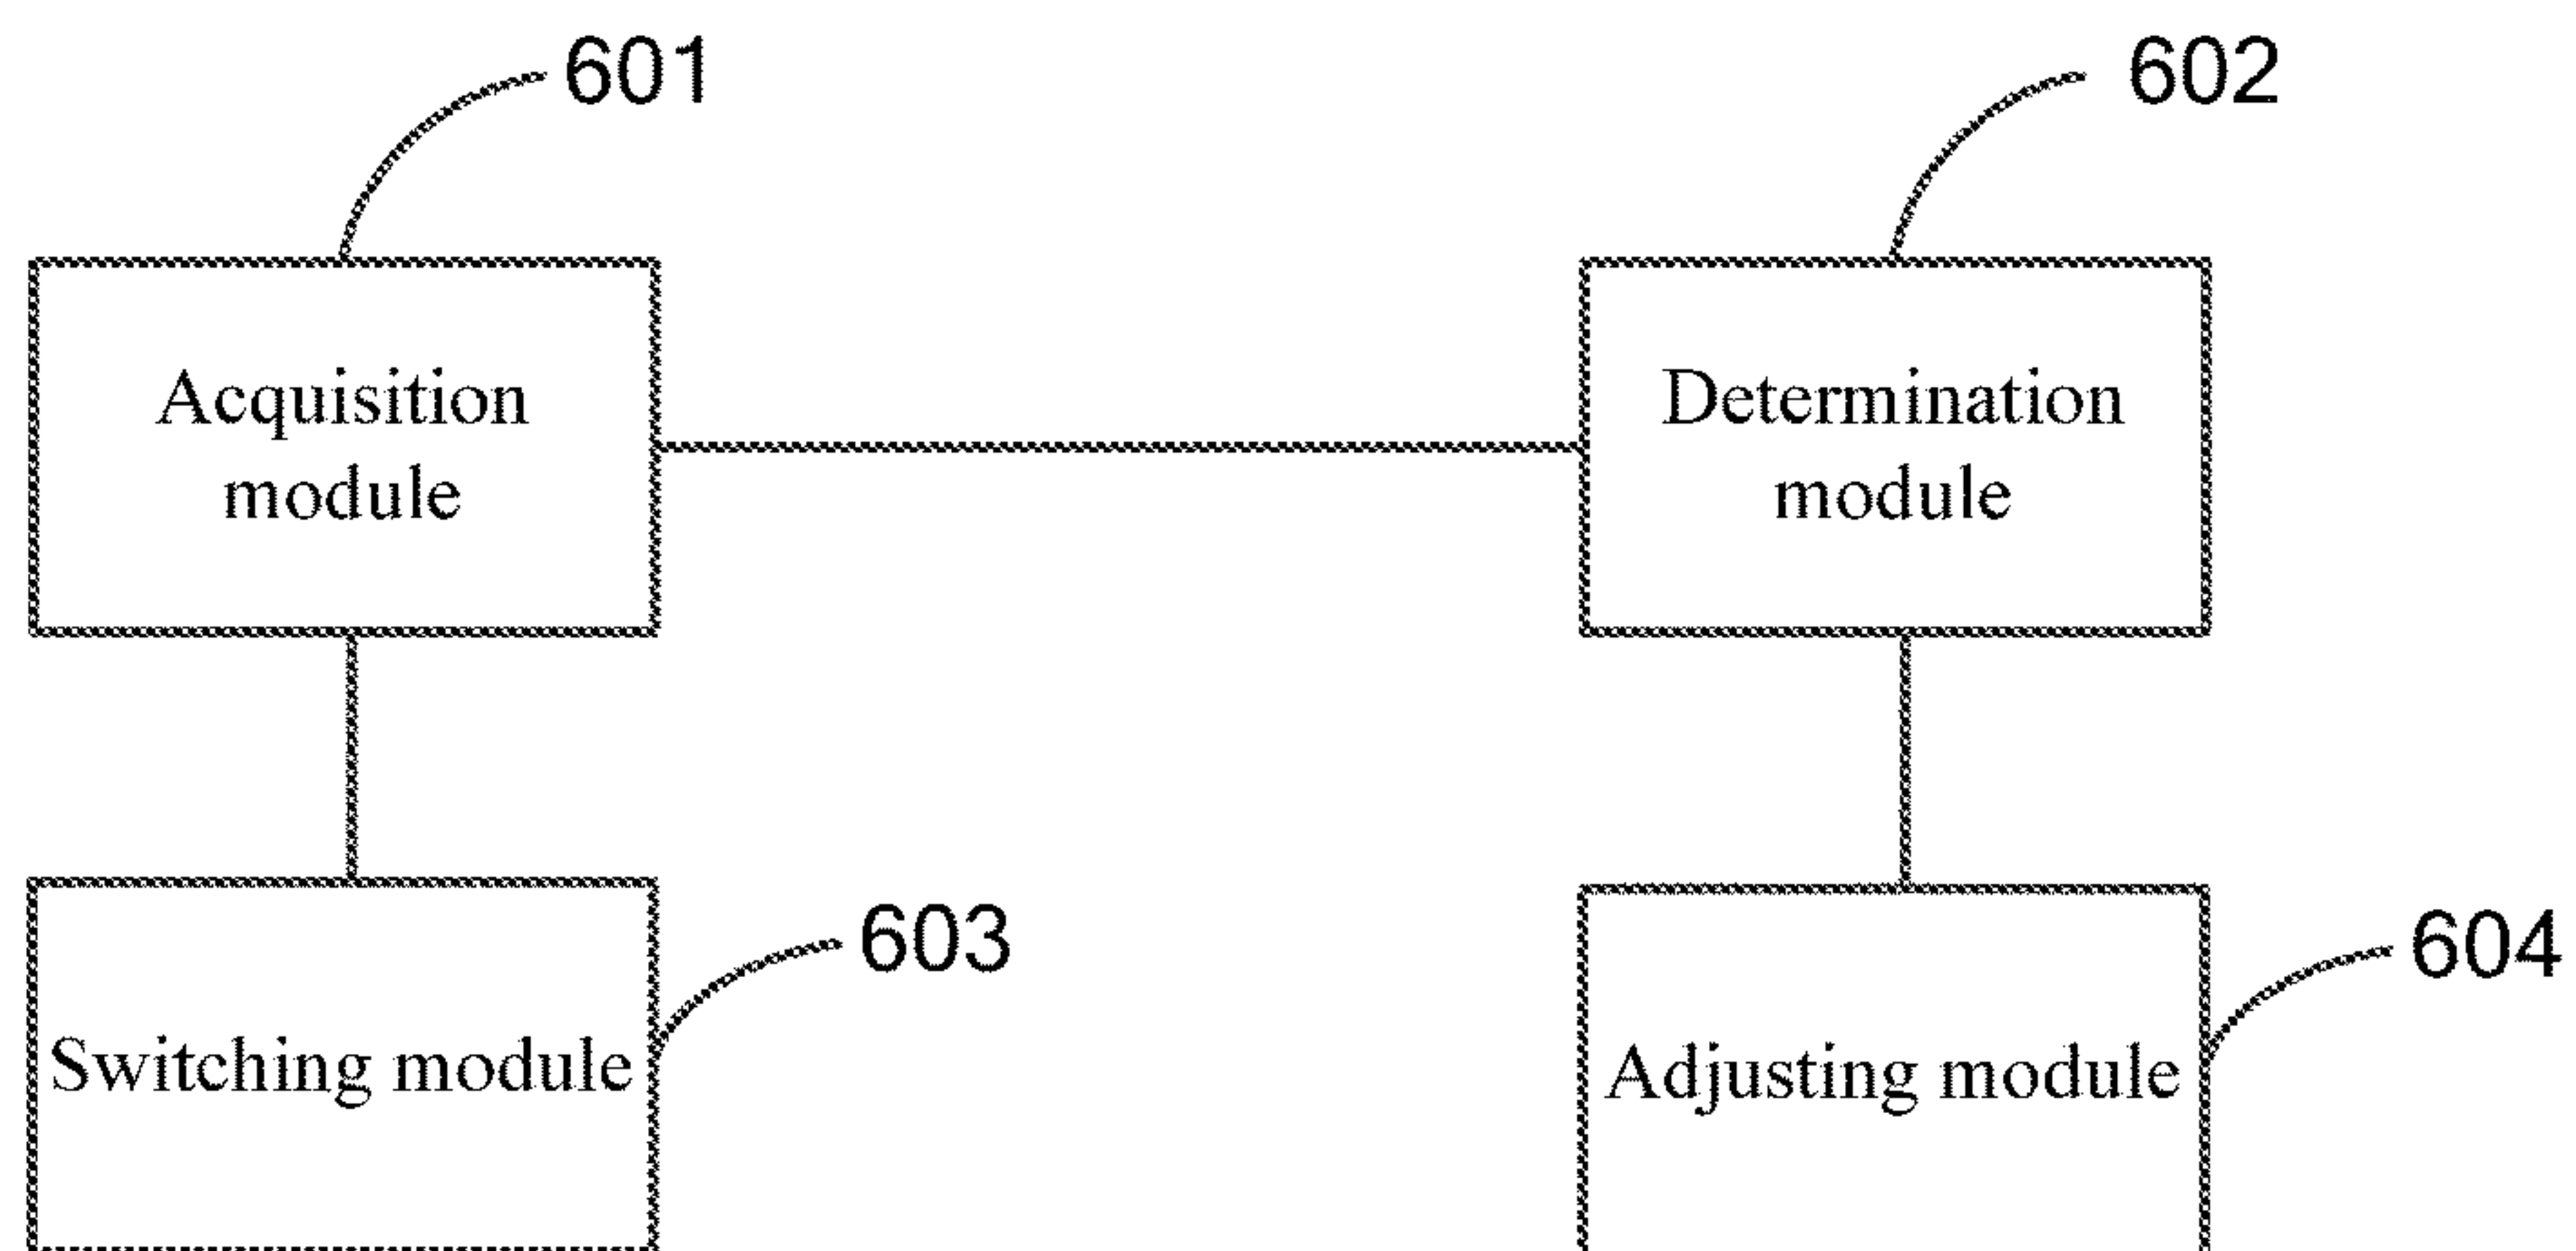 601
602
Acquisition
module
Determination
module
603
604
Switching module
Adjusting module